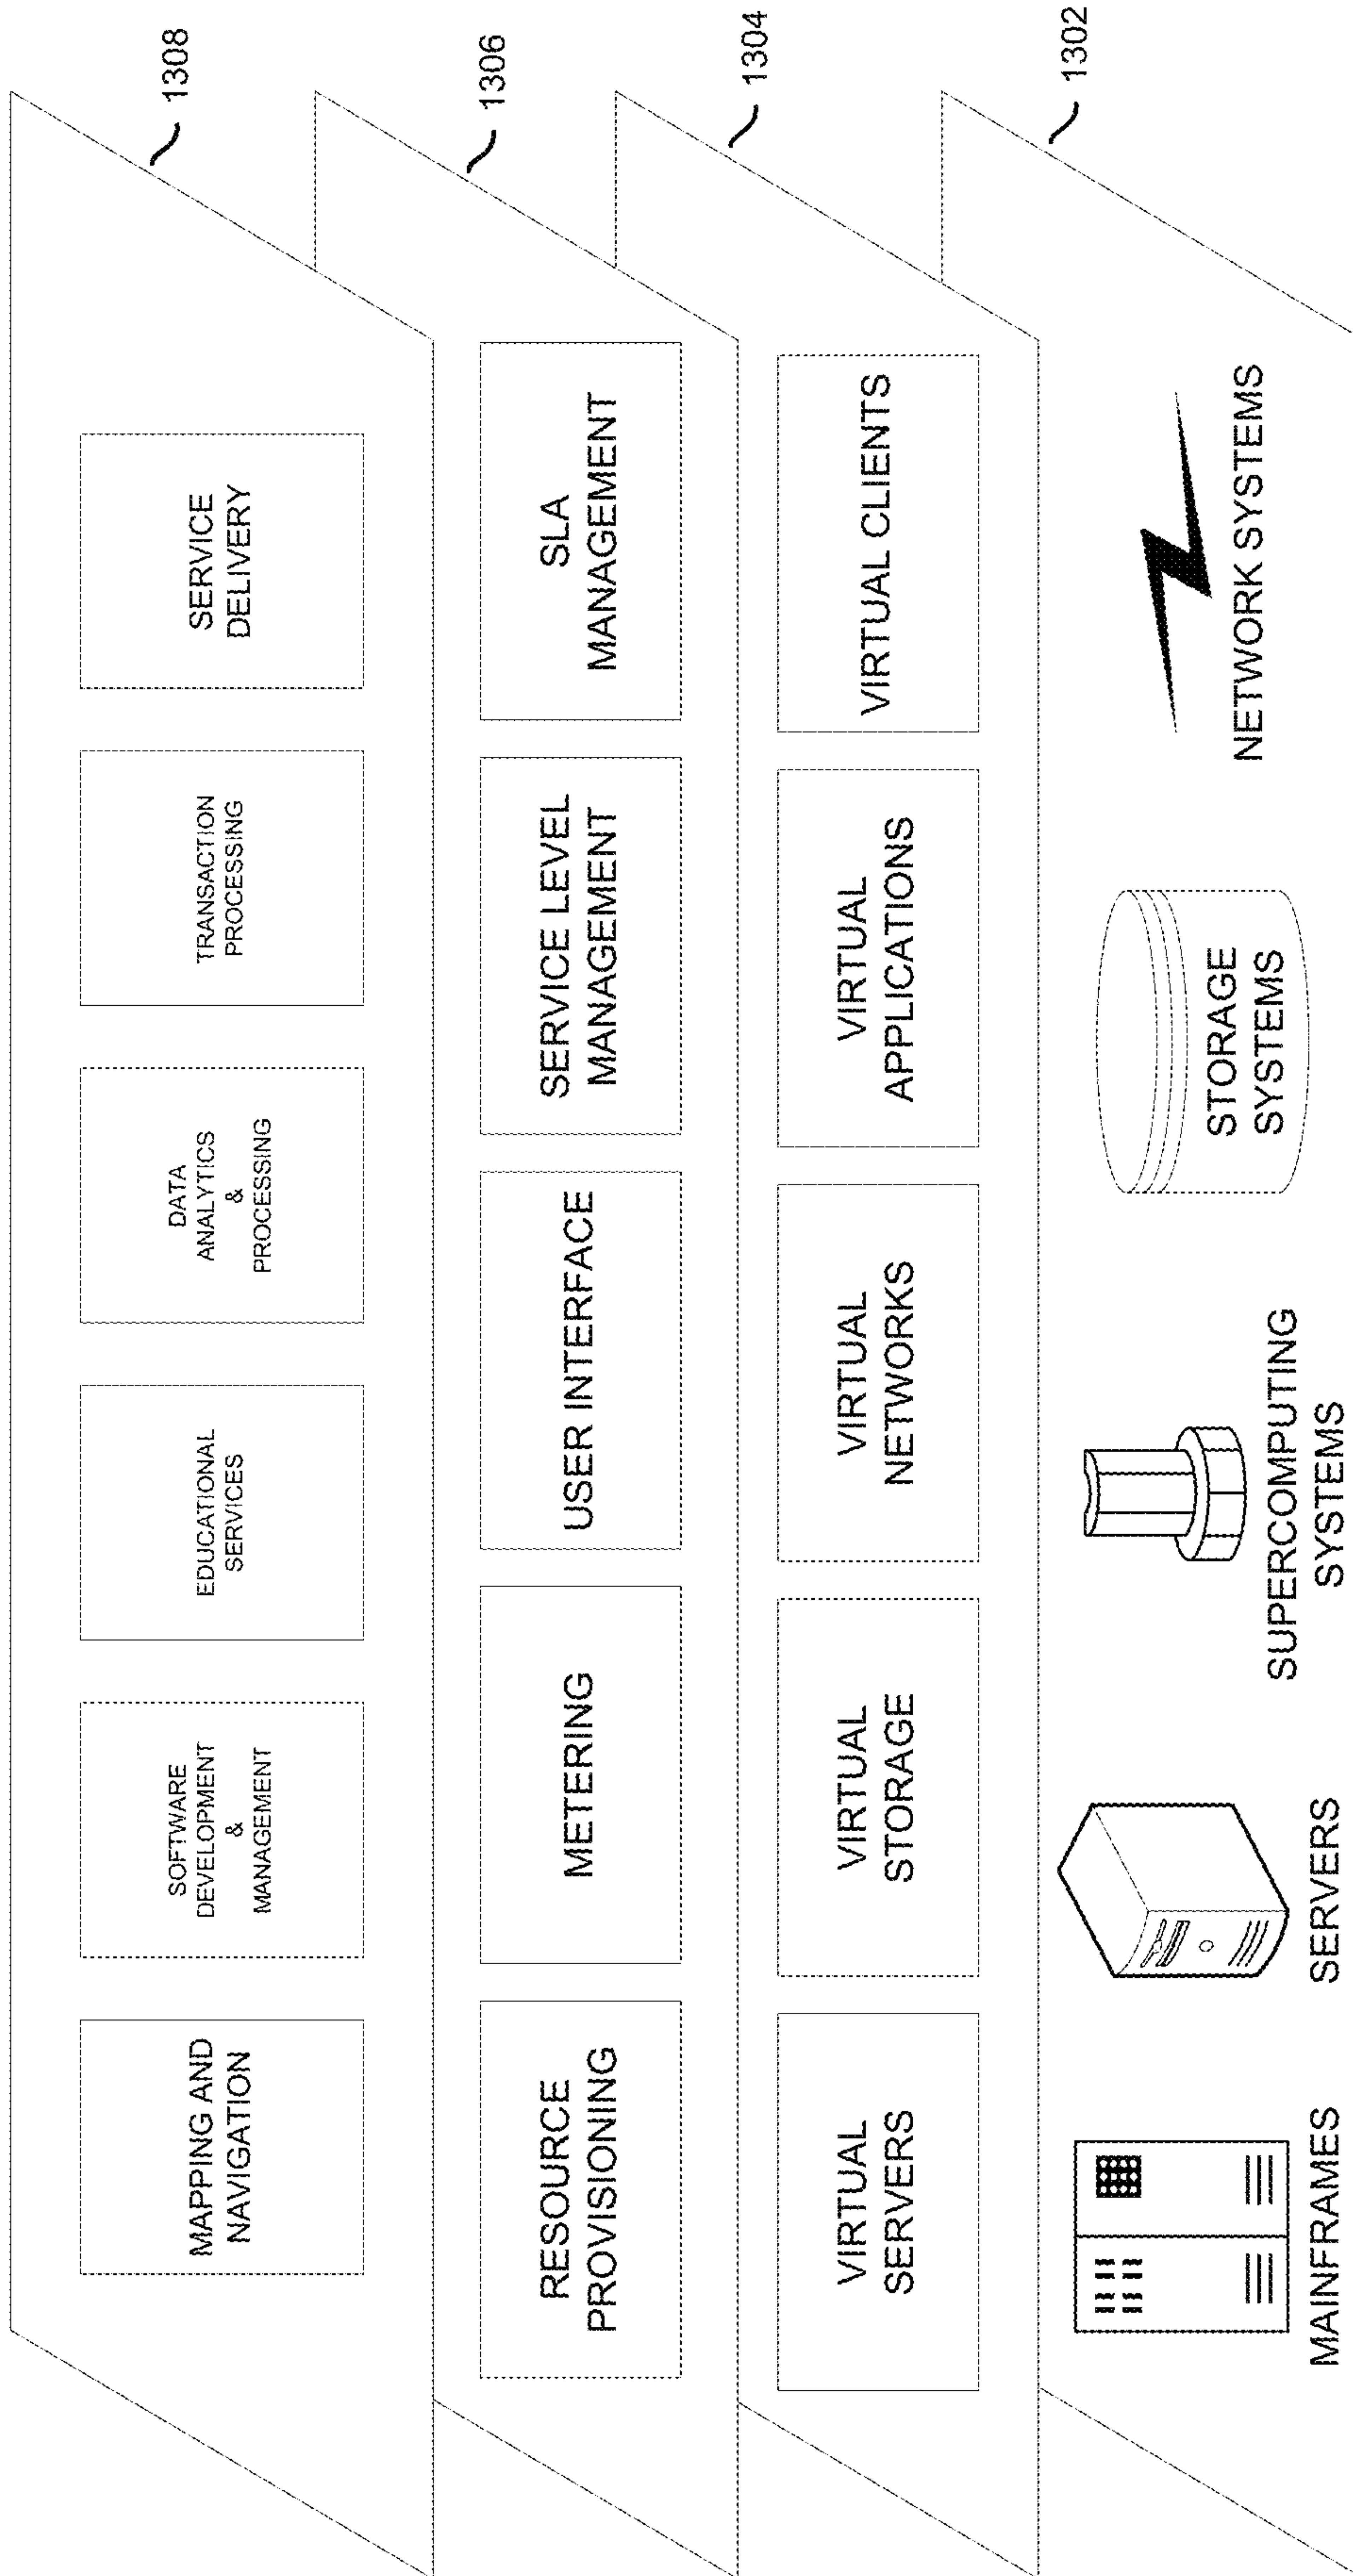 1308
MAPPING AND
NAVIGATION
SOFTWARE
DEVELOPMENT
&
MANAGEMENT
EDUCATIONAL
SERVICES
DATA
ANALYTICS
&
PROCESSING
TRANSACTION
PROCESSING
SERVICE
DELIVERY
1306
RESOURCE
PROVISIONING
METERING
USER INTERFACE
SERVICE LEVEL
MANAGEMENT
SLA
MANAGEMENT
1304
VIRTUAL
SERVERS
VIRTUAL
STORAGE
VIRTUAL
NETWORKS
VIRTUAL
APPLICATIONS
VIRTUAL CLIENTS
1302
MAINFRAMES
SERVERS
SUPERCOMPUTING
SYSTEMS
STORAGE
SYSTEMS
NETWORK SYSTEMS